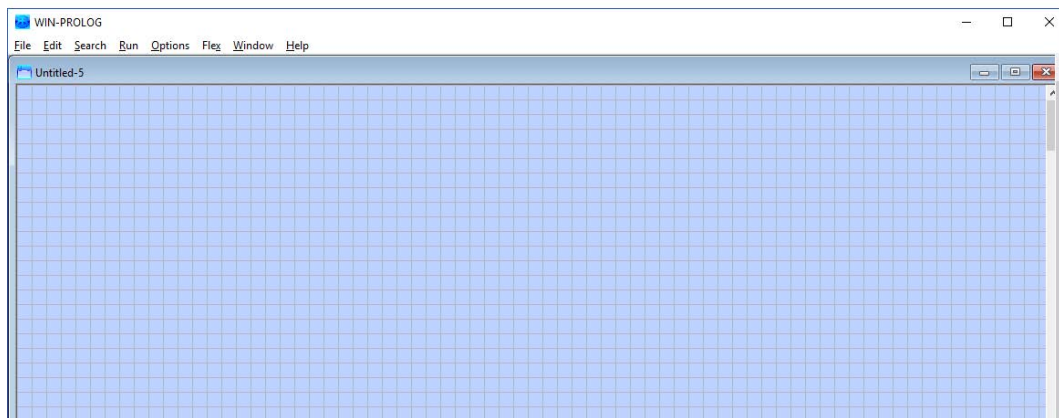 WIN-PROLOG
File Edit Search Run Options Flex Window Help
Untitled-5